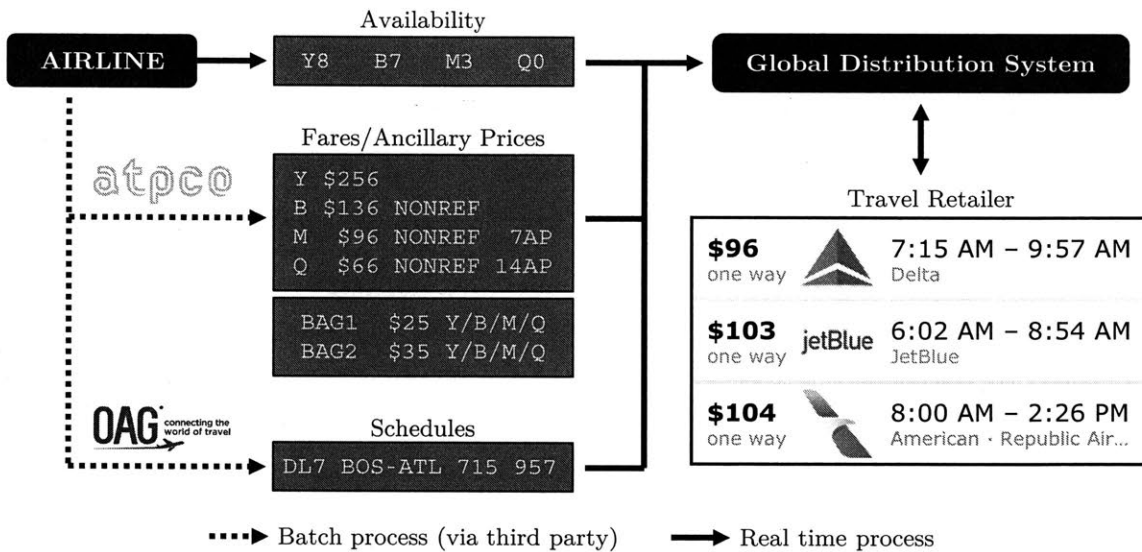 Availability
AIRLINE
Y8 B7 M3 Q0
Global Distribution System
Fares/Ancillary Prices
atpco
Y $256
B $136 NONREF
M $96 NONREF 7AP
Q $66 NONREF 14AP
BAG1 $25 Y/B/M/Q
BAG2 $35 Y/B/M/Q
OAG connecting the world of travel
Schedules
DL7 BOS-ATL 715 957
Travel Retailer
$96 7:15 AM – 9:57 AM
one way Delta
$103 jetBlue 6:02 AM – 8:54 AM
one way JetBlue
$104 8:00 AM – 2:26 PM
one way American · Republic Air...
Batch process (via third party) Real time process